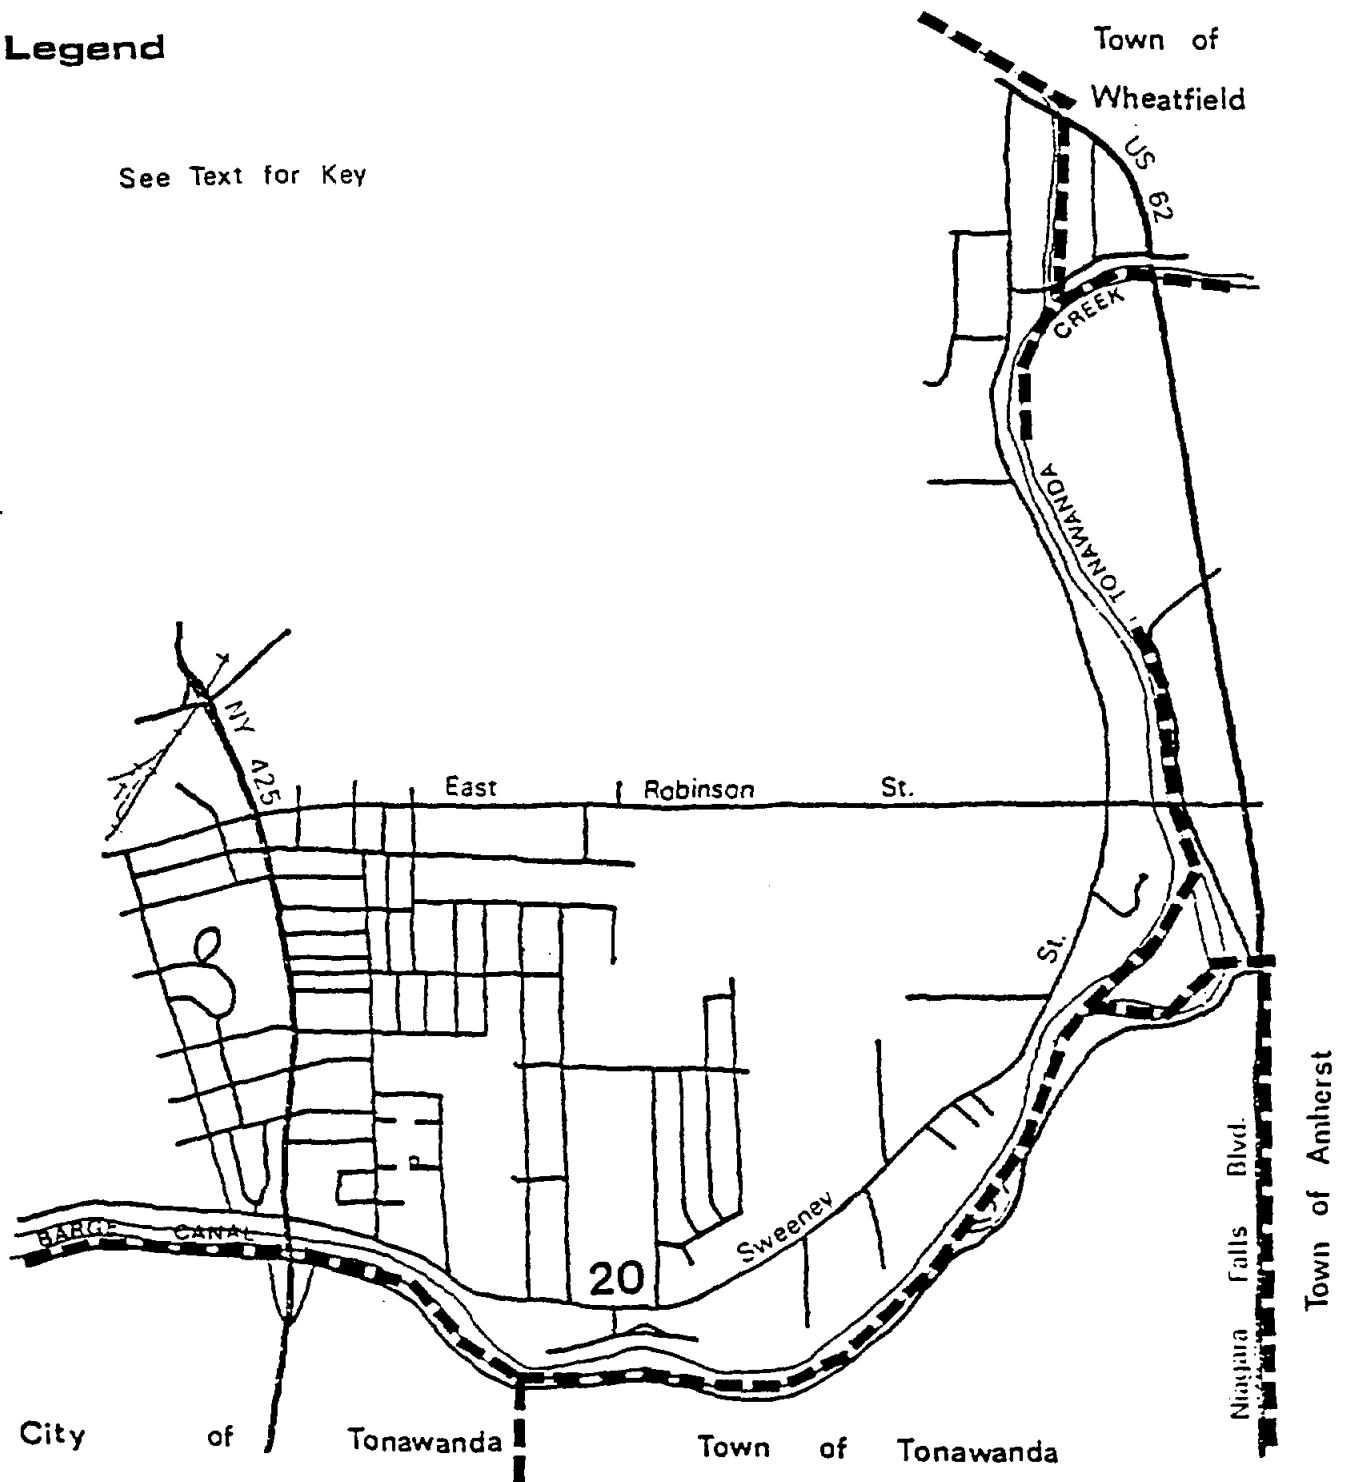 Legend
See Text for Key
Town of
Wheatfield
US 62
CREEK
TONAWANDA
NY 425
East Robinson St.
St.
Sweeney
20
BARGE CANAL
Niagara Falls Blvd.
Town of Amherst
City of Tonawanda
Town of Tonawanda